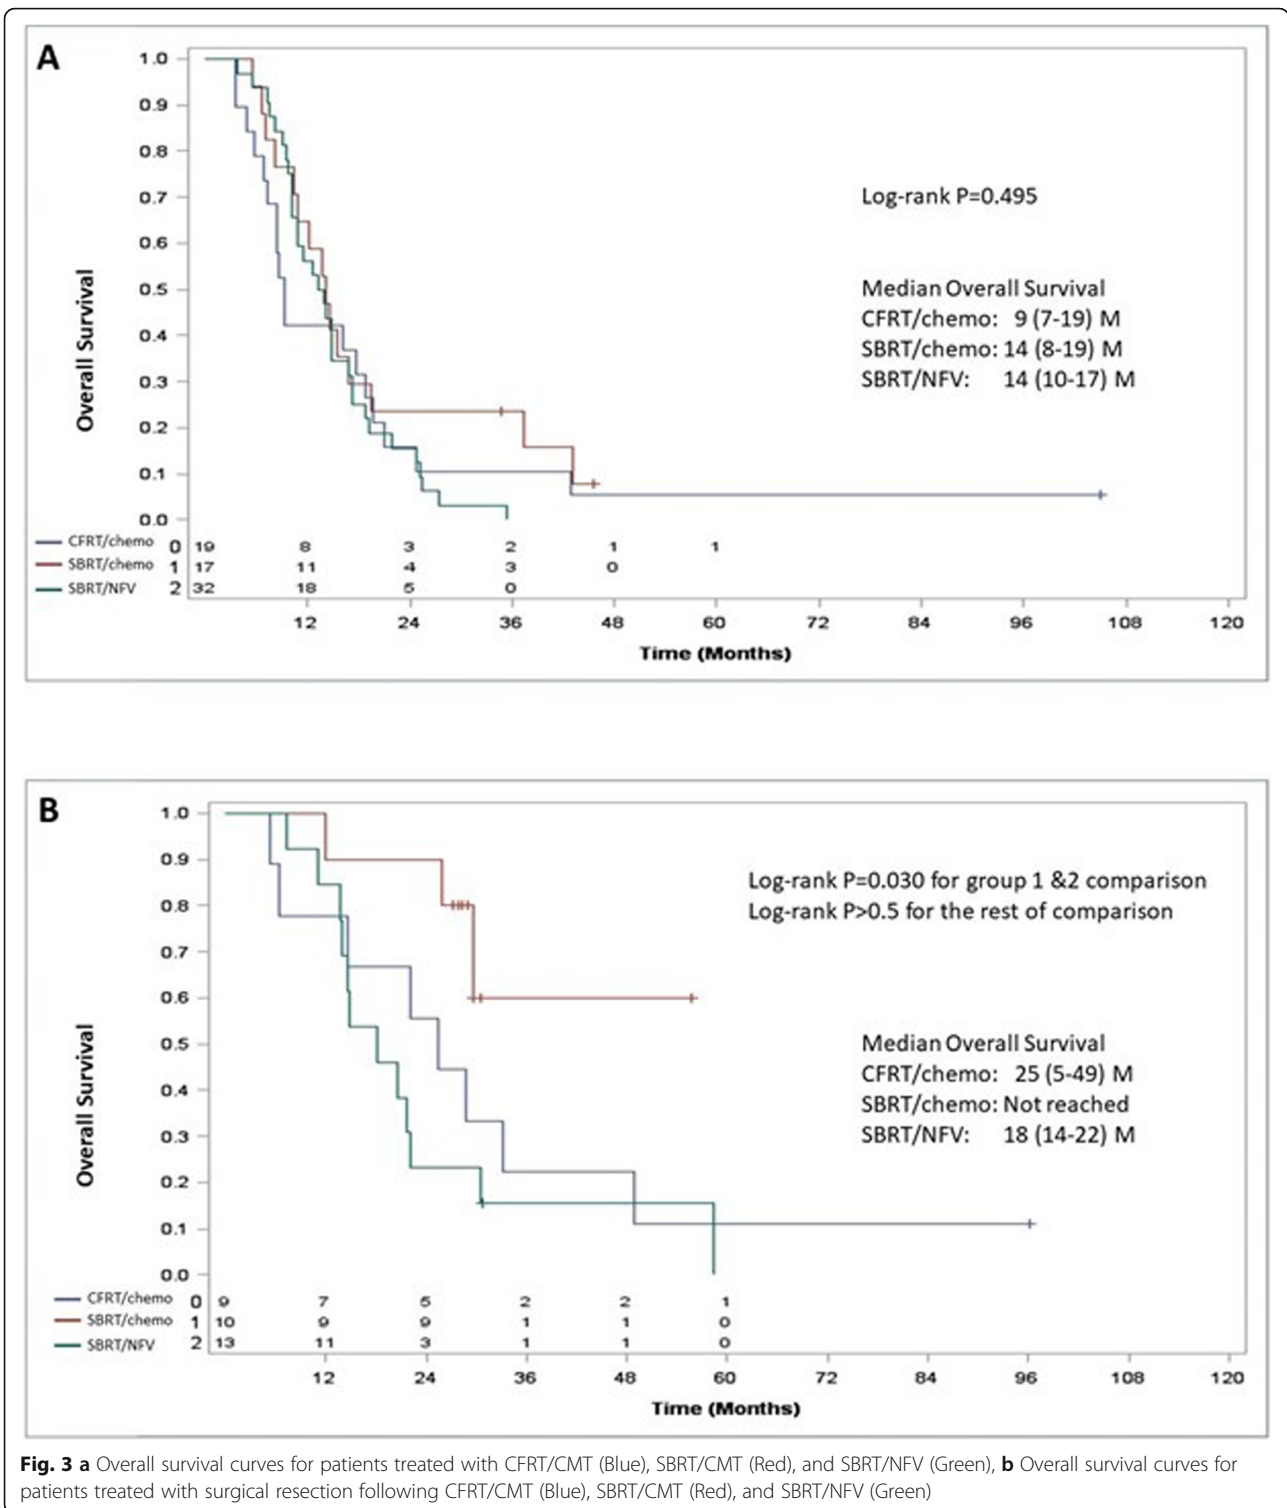 A
1.0
0.9
0.8
0.7
0.6
0.5
0.4
0.3
0.2
0.1
0.0
Overall Survival
Log-rank P=0.495
Median Overall Survival
CFRT/chemo: 9 (7-19) M
SBRT/chemo: 14 (8-19) M
SBRT/NFV: 14 (10-17) M
CFRT/chemo 0 19 8 3 2 1 1
SBRT/chemo 1 17 11 4 3 0
SBRT/NFV 2 32 18 5 0
12 24 36 48 60 72 84 96 108 120
Time (Months)
B
1.0
0.9
0.8
0.7
0.6
0.5
0.4
0.3
0.2
0.1
0.0
Overall Survival
Log-rank P=0.030 for group 1 &2 comparison
Log-rank P>0.5 for the rest of comparison
Median Overall Survival
CFRT/chemo: 25 (5-49) M
SBRT/chemo: Not reached
SBRT/NFV: 18 (14-22) M
CFRT/chemo 0 9 7 5 2 2 1
SBRT/chemo 1 10 9 9 1 1 0
SBRT/NFV 2 13 11 3 1 1 0
12 24 36 48 60 72 84 96 108 120
Time (Months)
Fig. 3 a Overall survival curves for patients treated with CFRT/CMT (Blue), SBRT/CMT (Red), and SBRT/NFV (Green), b Overall survival curves for
patients treated with surgical resection following CFRT/CMT (Blue), SBRT/CMT (Red), and SBRT/NFV (Green)